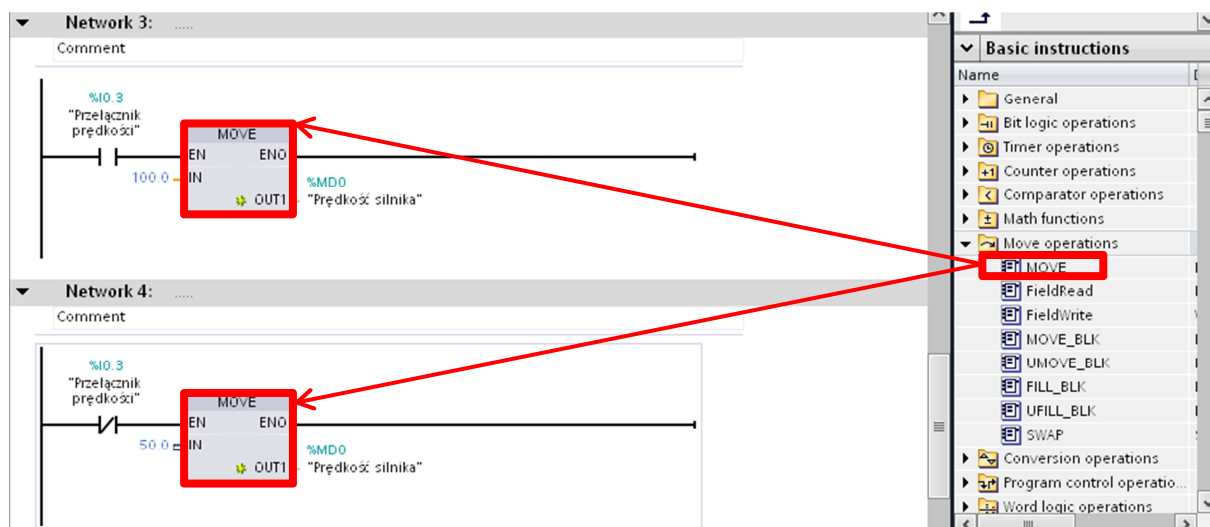 Network 3: .....
Comment
%I0.3
"Przełącznik
prędkości"
MOVE
EN ENO
100.0 IN
%MD0
OUT1 "Prędkość silnika"
Network 4: .....
Comment
%I0.3
"Przełącznik
prędkości"
MOVE
EN ENO
50.0 IN
%MD0
OUT1 "Prędkość silnika"
Basic instructions
Name
General
Bit logic operations
Timer operations
Counter operations
Comparator operations
Math functions
Move operations
MOVE
FieldRead
FieldWrite
MOVE_BLK
UMOVE_BLK
FILL_BLK
UFILL_BLK
SWAP
Conversion operations
Program control operatio...
Word logic operations